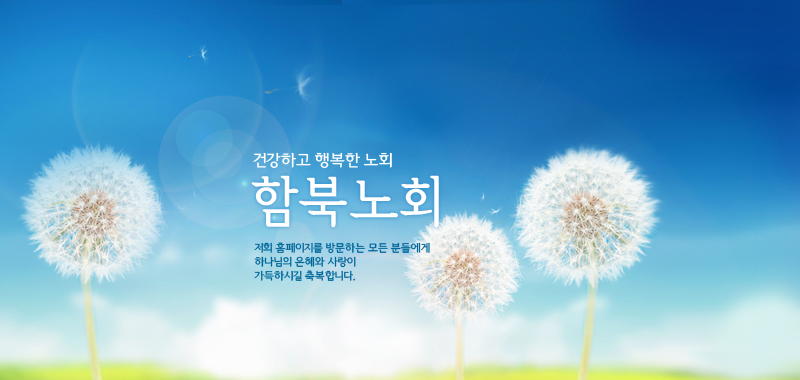 건강하고 행복한 노회
함북노회
저희 홈페이지를 방문하는 모든 분들에게
하나님의 은혜와 사랑이
가득하시길 축복합니다.